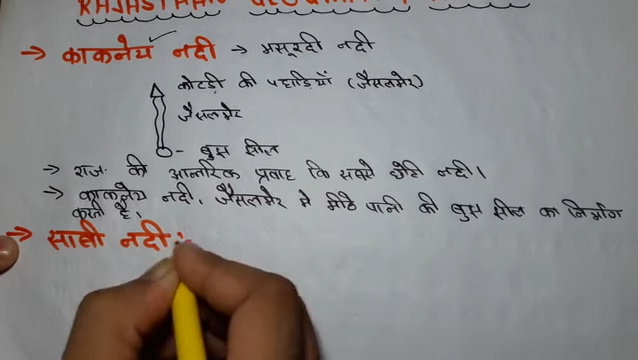 RAJASTHAN GEOGRAPHY
→ काकनेय नदी → मसूरदी नदी
कोटड़ी की पहाड़ियाँ (जैसलमेर)
जैसलमेर
बुझ झील
→ राज. की आन्तरिक प्रवाह कि सबसे छोटी नदी।
→ काकनेय नदी, जैसलमेर मे मीठे पानी की बुझ झील का निर्माण
करती है।
→ साबी नदी :